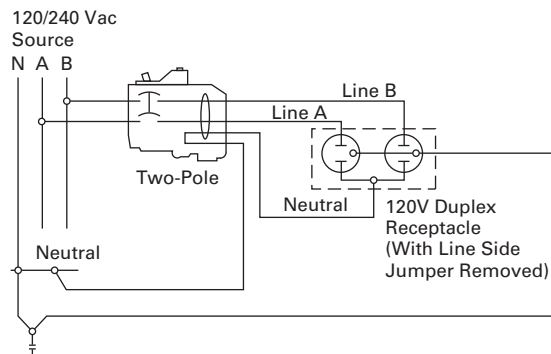 120/240 Vac
Source
N A B
Line B
Line A
Two-Pole
Neutral
120V Duplex
Receptacle
(With Line Side
Jumper Removed)
Neutral